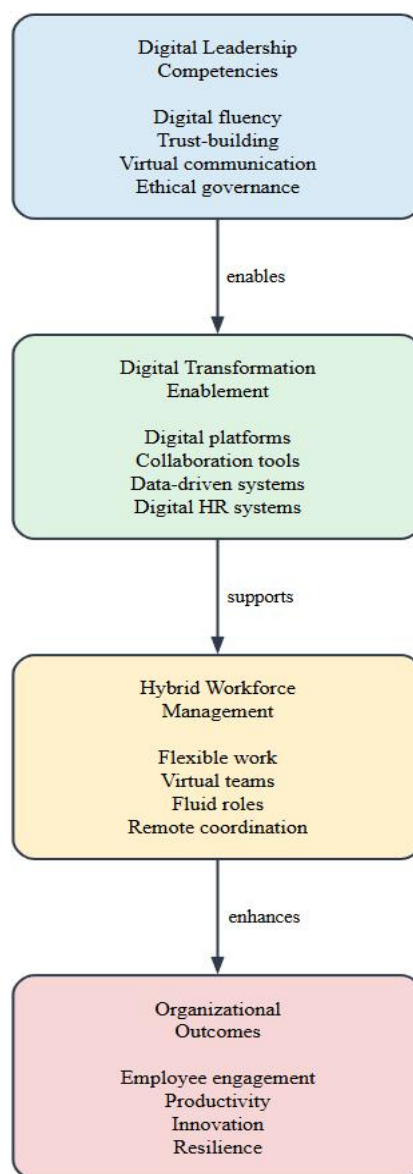 Digital Leadership
Competencies
Digital fluency
Trust-building
Virtual communication
Ethical governance
enables
Digital Transformation
Enablement
Digital platforms
Collaboration tools
Data-driven systems
Digital HR systems
supports
Hybrid Workforce
Management
Flexible work
Virtual teams
Fluid roles
Remote coordination
enhances
Organizational
Outcomes
Employee engagement
Productivity
Innovation
Resilience